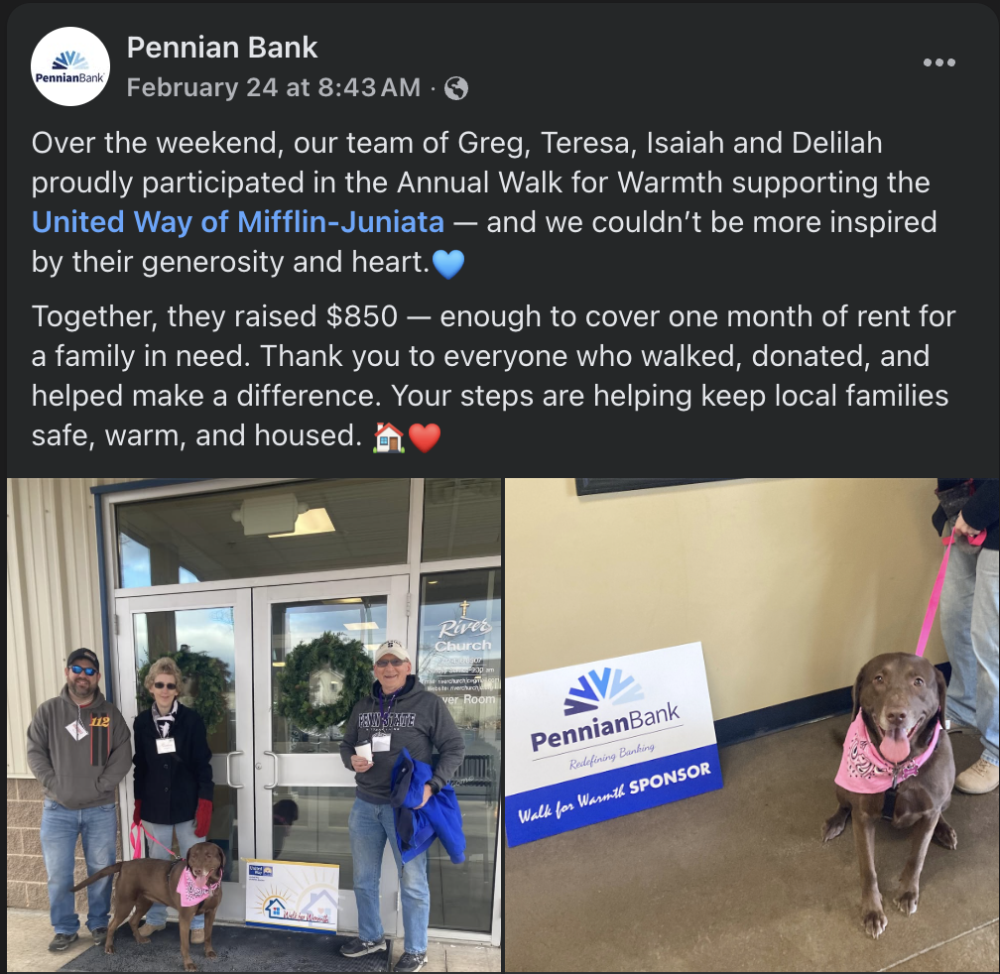 Pennian Bank
PennianBank
February 24 at 8:43 AM ·
Over the weekend, our team of Greg, Teresa, Isaiah and Delilah
proudly participated in the Annual Walk for Warmth supporting the
United Way of Mifflin-Juniata — and we couldn’t be more inspired
by their generosity and heart.💙
Together, they raised $850 — enough to cover one month of rent for
a family in need. Thank you to everyone who walked, donated, and
helped make a difference. Your steps are helping keep local families
safe, warm, and housed. 🏠❤️
River
Church
112
PENN STATE
United
Way
Walk for Warmth
PennianBank
Redefining Banking
Walk for Warmth SPONSOR